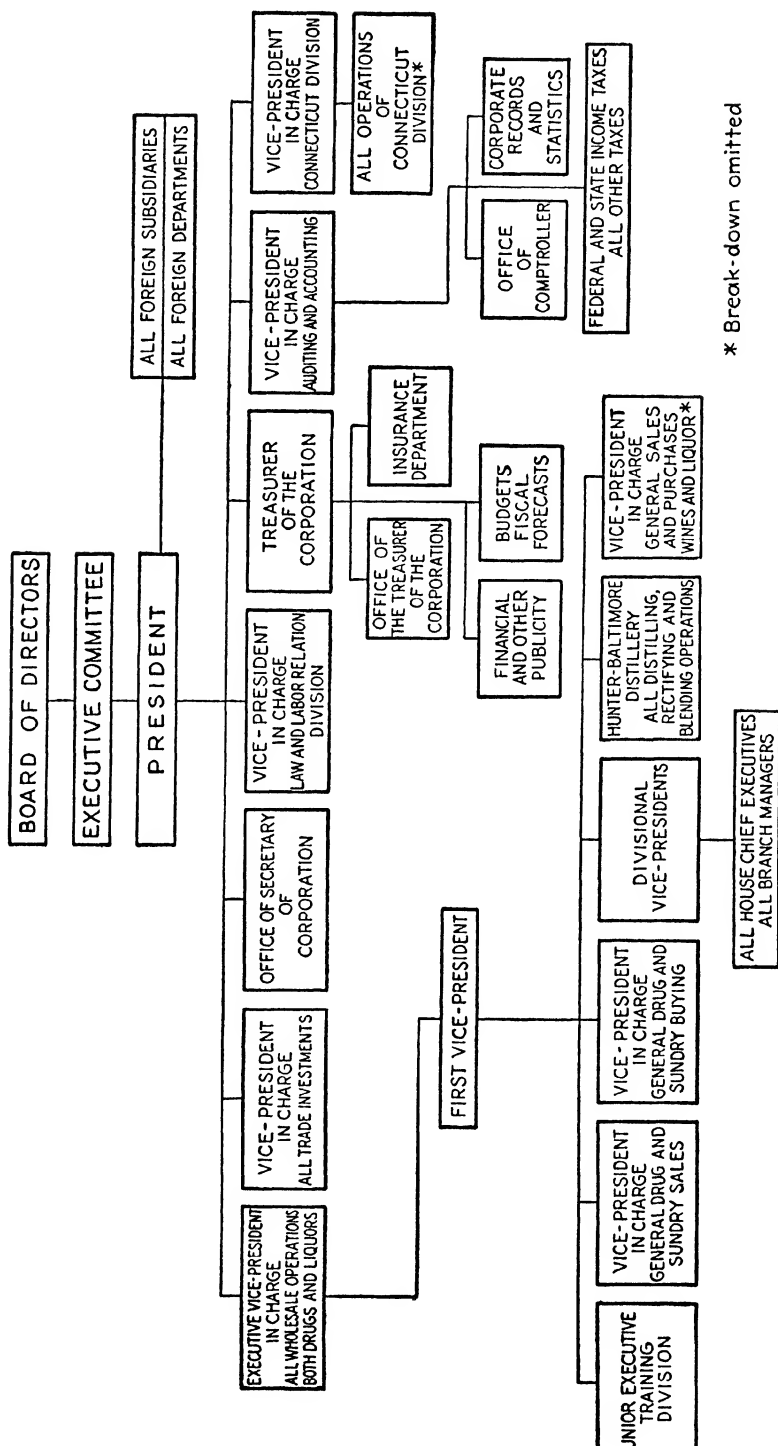 BOARD OF DIRECTORS
EXECUTIVE COMMITTEE
PRESIDENT
ALL FOREIGN SUBSIDIARIES
ALL FOREIGN DEPARTMENTS
EXECUTIVE VICE-PRESIDENT
IN CHARGE
ALL WHOLESALE OPERATIONS
BOTH DRUGS AND LIQUORS
VICE-PRESIDENT
IN CHARGE
ALL TRADE INVESTMENTS
OFFICE OF SECRETARY
OF
CORPORATION
VICE-PRESIDENT
IN CHARGE
LAW AND LABOR RELATION
DIVISION
TREASURER
OF THE
CORPORATION
VICE-PRESIDENT
IN CHARGE
AUDITING AND ACCOUNTING
VICE-PRESIDENT
IN CHARGE
CONNECTICUT DIVISION
ALL OPERATIONS
OF
CONNECTICUT
DIVISION*
OFFICE OF
THE TREASURER
OF THE
CORPORATION
INSURANCE
DEPARTMENT
FINANCIAL
AND OTHER
PUBLICITY
BUDGETS
FISCAL
FORECASTS
OFFICE
OF
COMPTROLLER
CORPORATE
RECORDS
AND
STATISTICS
FEDERAL AND STATE INCOME TAXES
ALL OTHER TAXES
FIRST VICE-PRESIDENT
UNIOR EXECUTIVE
TRAINING
DIVISION
VICE-PRESIDENT
IN CHARGE
GENERAL DRUG AND
SUNDRY SALES
VICE-PRESIDENT
IN CHARGE
GENERAL DRUG AND
SUNDRY BUYING
DIVISIONAL
VICE-PRESIDENTS
HUNTER-BALTIMORE
DISTILLERY
ALL DISTILLING,
RECTIFYING AND
BLENDING OPERATIONS
VICE-PRESIDENT
IN CHARGE
GENERAL SALES
AND PURCHASES
WINES AND LIQUOR*
ALL HOUSE CHIEF EXECUTIVES
ALL BRANCH MANAGERS
* Break-down omitted